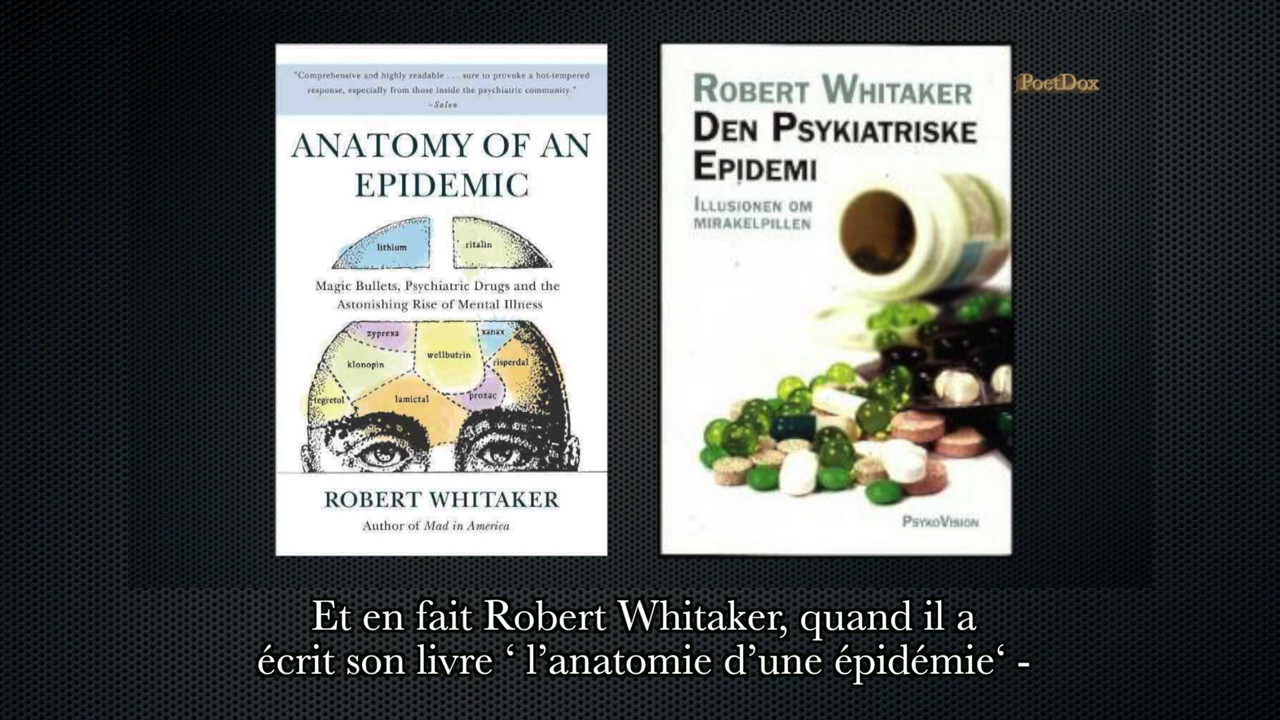 "Comprehensive and highly readable . . . sure to provoke a hot-tempered
response, especially from those inside the psychiatric community."
–Salon
ANATOMY OF AN
EPIDEMIC
lithium
ritalin
Magic Bullets, Psychiatric Drugs and the
Astonishing Rise of Mental Illness
zyprexa
xanax
klonopin
wellbutrin
risperdal
tegretol
lamictal
prozac
ROBERT WHITAKER
Author of Mad in America
ROBERT WHITAKER
DEN PSYKIATRISKE
EPIDEMI
ILLUSIONEN OM
MIRAKELPILLEN
PSYKOVISION
PoetDox
Et en fait Robert Whitaker, quand il a
écrit son livre ‘ l’anatomie d’une épidémie‘ -